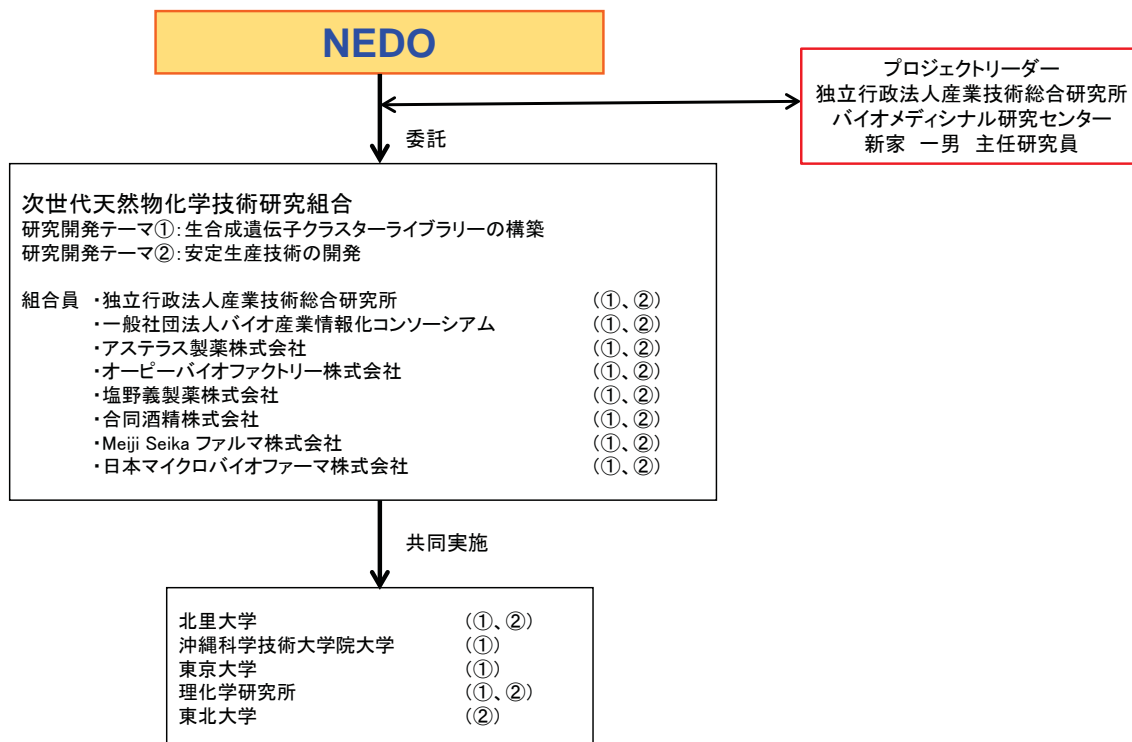 NEDO
プロジェクトリーダー
独立行政法人産業技術総合研究所
バイオメディシナル研究センター
新家 一男 主任研究員
委託
次世代天然物化学技術研究組合
研究開発テーマ①:生合成遺伝子クラスターライブラリーの構築
研究開発テーマ②:安定生産技術の開発
組合員 ・独立行政法人産業技術総合研究所 (①、②)
・一般社団法人バイオ産業情報化コンソーシアム (①、②)
・アステラス製薬株式会社 (①、②)
・オーピーバイオファクトリー株式会社 (①、②)
・塩野義製薬株式会社 (①、②)
・合同酒精株式会社 (①、②)
・Meiji Seika ファルマ株式会社 (①、②)
・日本マイクロバイオファーマ株式会社 (①、②)
共同実施
北里大学 (①、②)
沖縄科学技術大学院大学 (①)
東京大学 (①)
理化学研究所 (①、②)
東北大学 (②)